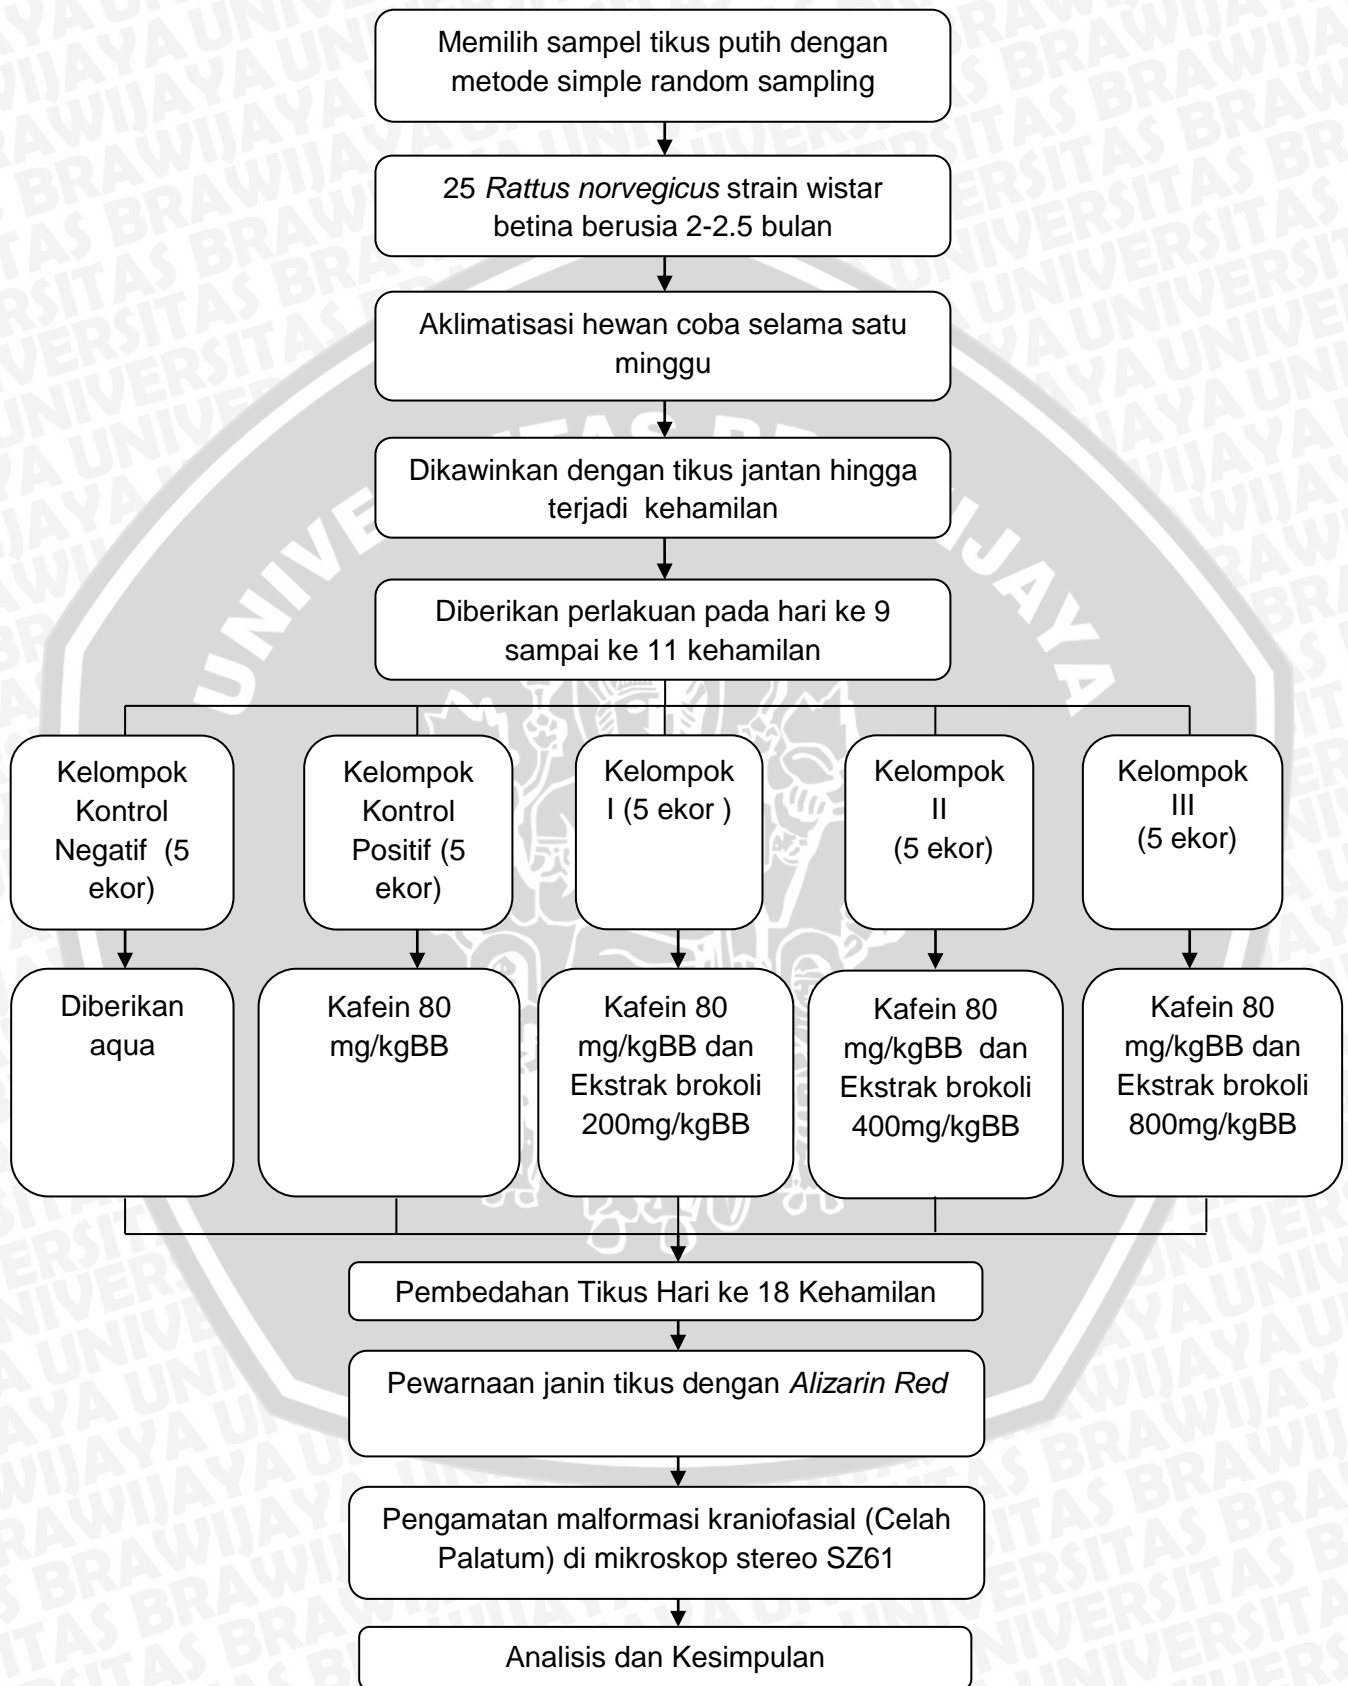 Memilih sampel tikus putih dengan
metode simple random sampling
25 Rattus norvegicus strain wistar
betina berusia 2-2.5 bulan
Aklimatisasi hewan coba selama satu
minggu
Dikawinkan dengan tikus jantan hingga
terjadi kehamilan
Diberikan perlakuan pada hari ke 9
sampai ke 11 kehamilan
Kelompok
Kontrol
Negatif (5
ekor)
Kelompok
Kontrol
Positif (5
ekor)
Kelompok
I (5 ekor )
Kelompok
II
(5 ekor)
Kelompok
III
(5 ekor)
Diberikan
aqua
Kafein 80
mg/kgBB
Kafein 80
mg/kgBB dan
Ekstrak brokoli
200mg/kgBB
Kafein 80
mg/kgBB dan
Ekstrak brokoli
400mg/kgBB
Kafein 80
mg/kgBB dan
Ekstrak brokoli
800mg/kgBB
Pembedahan Tikus Hari ke 18 Kehamilan
Pewarnaan janin tikus dengan Alizarin Red
Pengamatan malformasi kraniofasial (Celah
Palatum) di mikroskop stereo SZ61
Analisis dan Kesimpulan